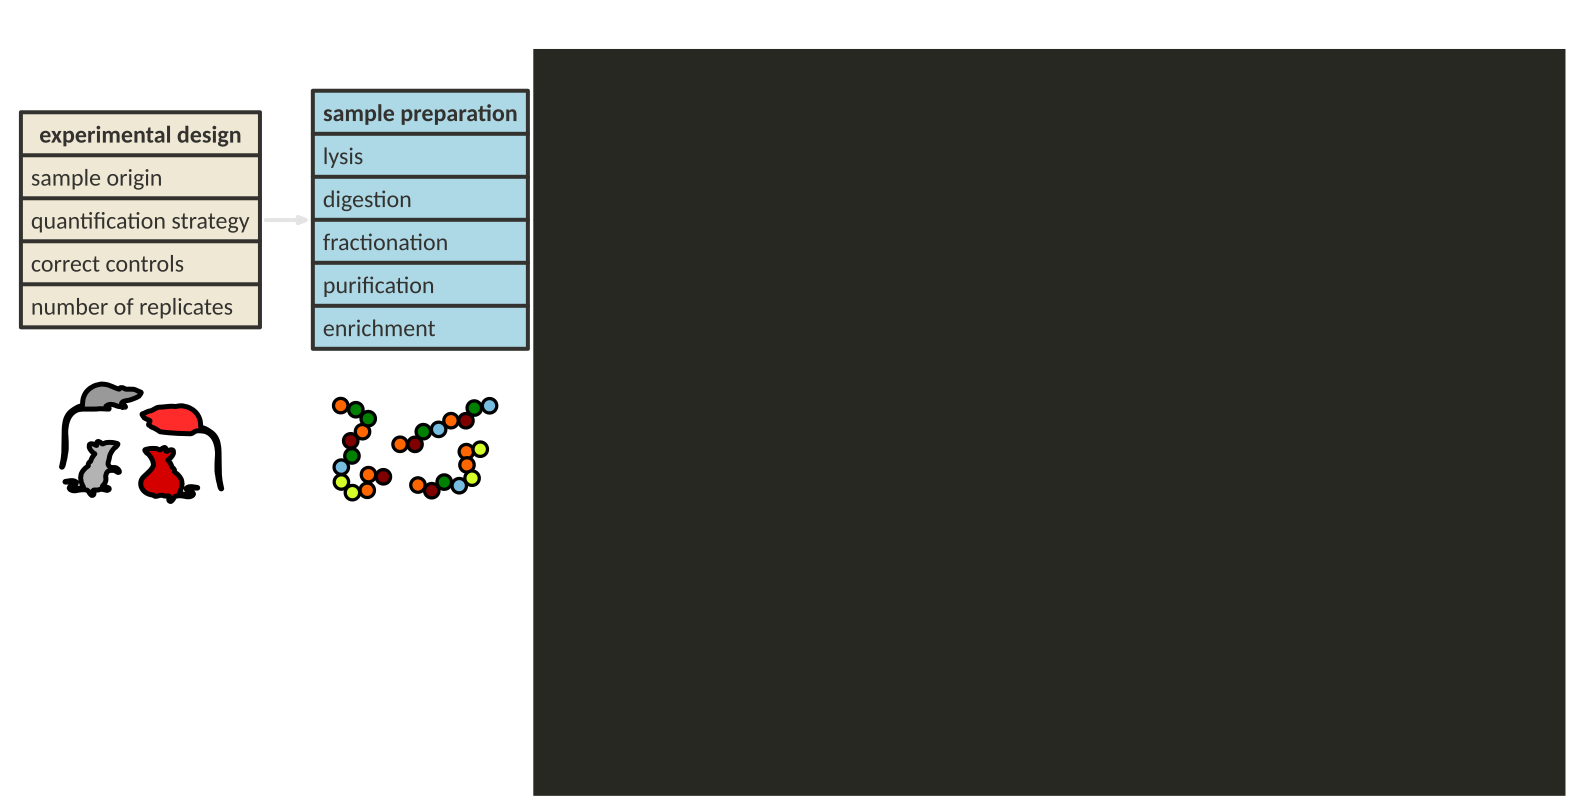 experimental design
sample origin
quantification strategy
correct controls
number of replicates
sample preparation
lysis
digestion
fractionation
purification
enrichment